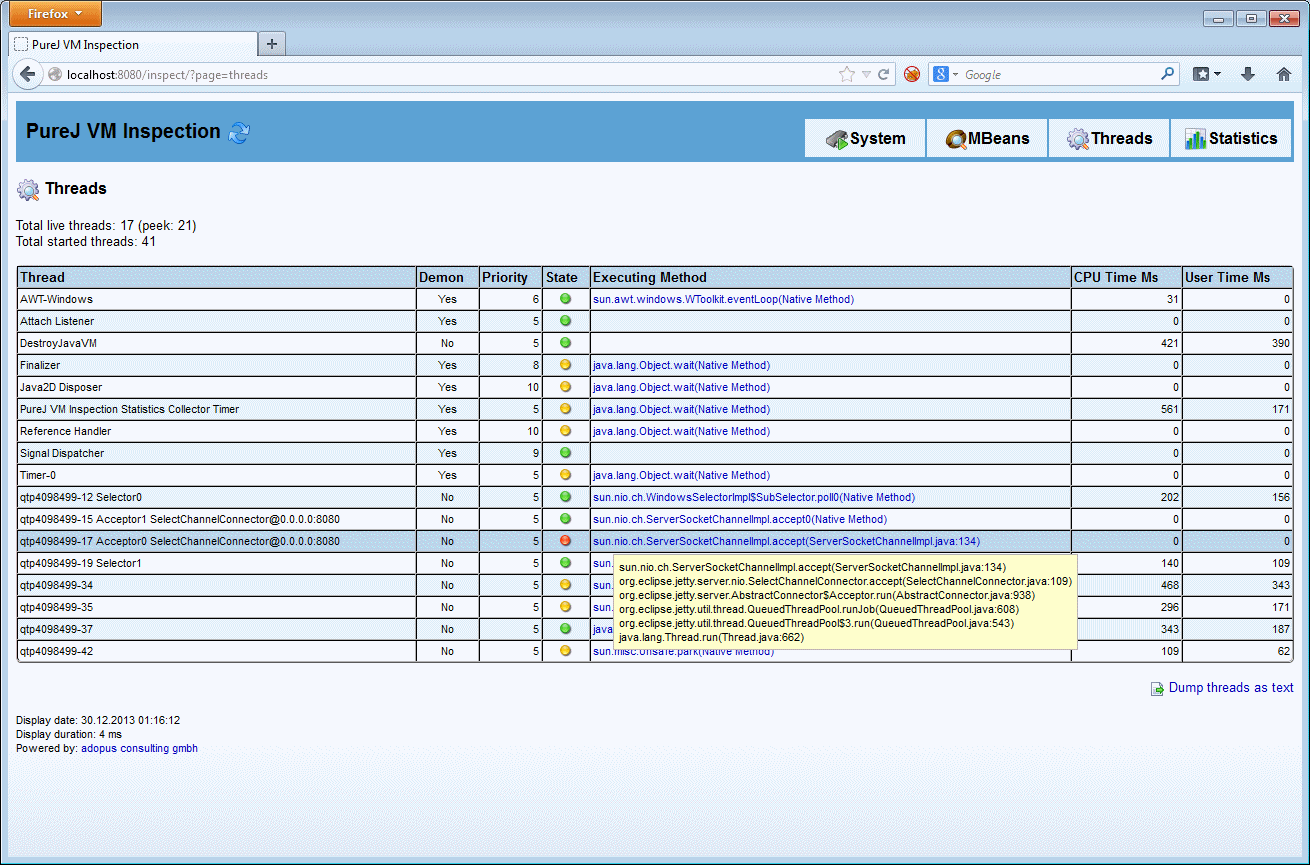 Firefox
PureJ VM Inspection
localhost:8080/inspect/?page=threads
Google
PureJ VM Inspection
System MBeans Threads Statistics
Threads
Total live threads: 17 (peek: 21)
Total started threads: 41
Thread Demon Priority State Executing Method CPU Time Ms User Time Ms
AWT-Windows Yes 6 sun.awt.windows.WToolkit.eventLoop(Native Method) 31 0
Attach Listener Yes 5 0 0
DestroyJavaVM No 5 421 390
Finalizer Yes 8 java.lang.Object.wait(Native Method) 0 0
Java2D Disposer Yes 10 java.lang.Object.wait(Native Method) 0 0
PureJ VM Inspection Statistics Collector Timer Yes 5 java.lang.Object.wait(Native Method) 561 171
Reference Handler Yes 10 java.lang.Object.wait(Native Method) 0 0
Signal Dispatcher Yes 9 0 0
Timer-0 Yes 5 java.lang.Object.wait(Native Method) 0 0
qtp4098499-12 Selector0 No 5 sun.nio.ch.WindowsSelectorImpl$SubSelector.poll0(Native Method) 202 156
qtp4098499-15 Acceptor1 SelectChannelConnector@0.0.0.0:8080 No 5 sun.nio.ch.ServerSocketChannelImpl.accept0(Native Method) 0 0
qtp4098499-17 Acceptor0 SelectChannelConnector@0.0.0.0:8080 No 5 sun.nio.ch.ServerSocketChannelImpl.accept(ServerSocketChannelImpl.java:134) 0 0
qtp4098499-19 Selector1 No 5 sun. 140 109
qtp4098499-34 No 5 sun. 468 343
qtp4098499-35 No 5 sun. 296 171
qtp4098499-37 No 5 java 343 187
qtp4098499-42 No 5 sun.misc.Unsafe.park(Native Method) 109 62
sun.nio.ch.ServerSocketChannelImpl.accept(ServerSocketChannelImpl.java:134)
org.eclipse.jetty.server.nio.SelectChannelConnector.accept(SelectChannelConnector.java:109)
org.eclipse.jetty.server.AbstractConnector$Acceptor.run(AbstractConnector.java:938)
org.eclipse.jetty.util.thread.QueuedThreadPool.runJob(QueuedThreadPool.java:608)
org.eclipse.jetty.util.thread.QueuedThreadPool$3.run(QueuedThreadPool.java:543)
java.lang.Thread.run(Thread.java:662)
Dump threads as text
Display date: 30.12.2013 01:16:12
Display duration: 4 ms
Powered by: adopus consulting gmbh